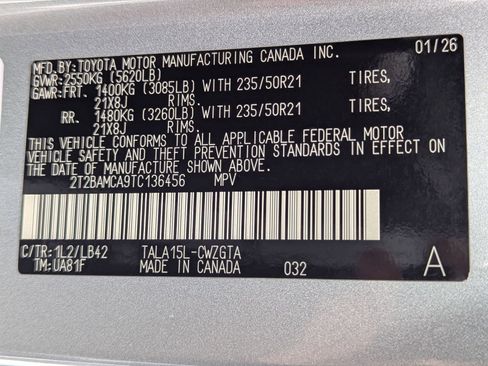 MFD.BY:TOYOTA MOTOR MANUFACTURING CANADA INC. 01/26
GVWR:2550KG (5620LB)
GAWR:FRT. 1400KG (3085LB) WITH 235/50R21 TIRES,
21X8J RIMS.
RR. 1480KG (3260LB) WITH 235/50R21 TIRES,
21X8J RIMS.
THIS VEHICLE CONFORMS TO ALL APPLICABLE FEDERAL MOTOR
VEHICLE SAFETY AND THEFT PREVENTION STANDARDS IN EFFECT ON
THE DATE OF MANUFACTURE SHOWN ABOVE.
2T2BAMCA9TC136456 MPV
C/TR:1L2/LB42 TALA15L-CWZGTA
TM:UA81F MADE IN CANADA 032 A